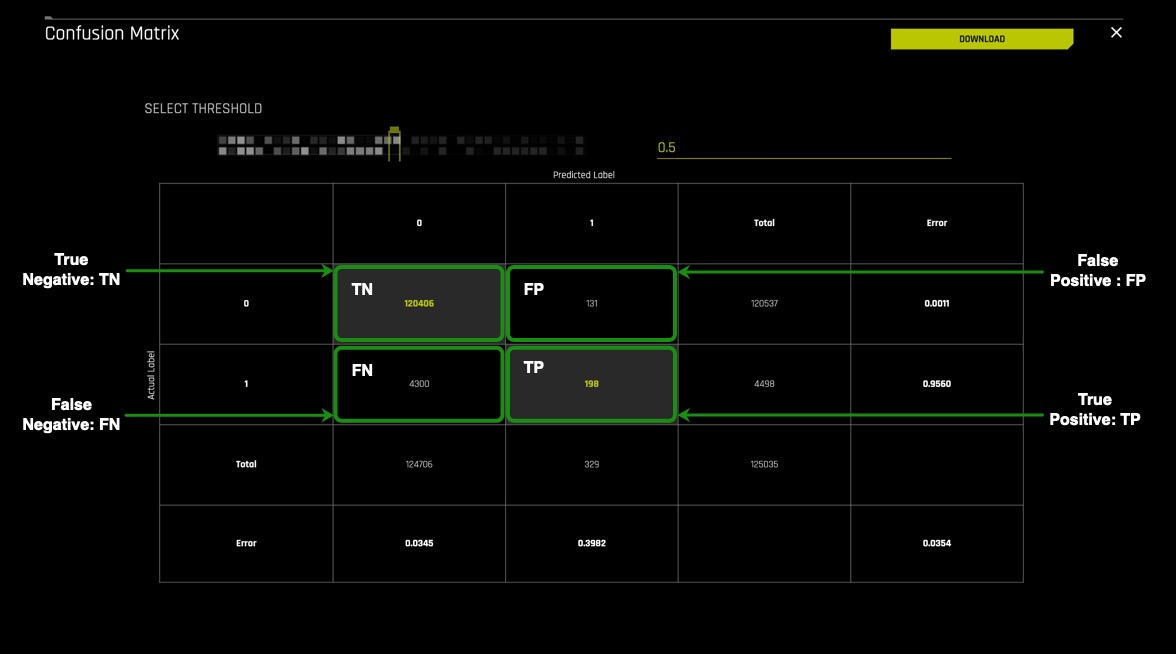 Confusion Matrix
DOWNLOAD
SELECT THRESHOLD
0.5
Predicted Label
0 1 Total Error
True
Negative: TN
False
Positive : FP
TN FP
0 120406 131 120537 0.0011
Actual Label
FN TP
1 4300 198 4498 0.9560
False
Negative: FN
True
Positive: TP
Total 124706 329 125035
Error 0.0345 0.3982 0.0354